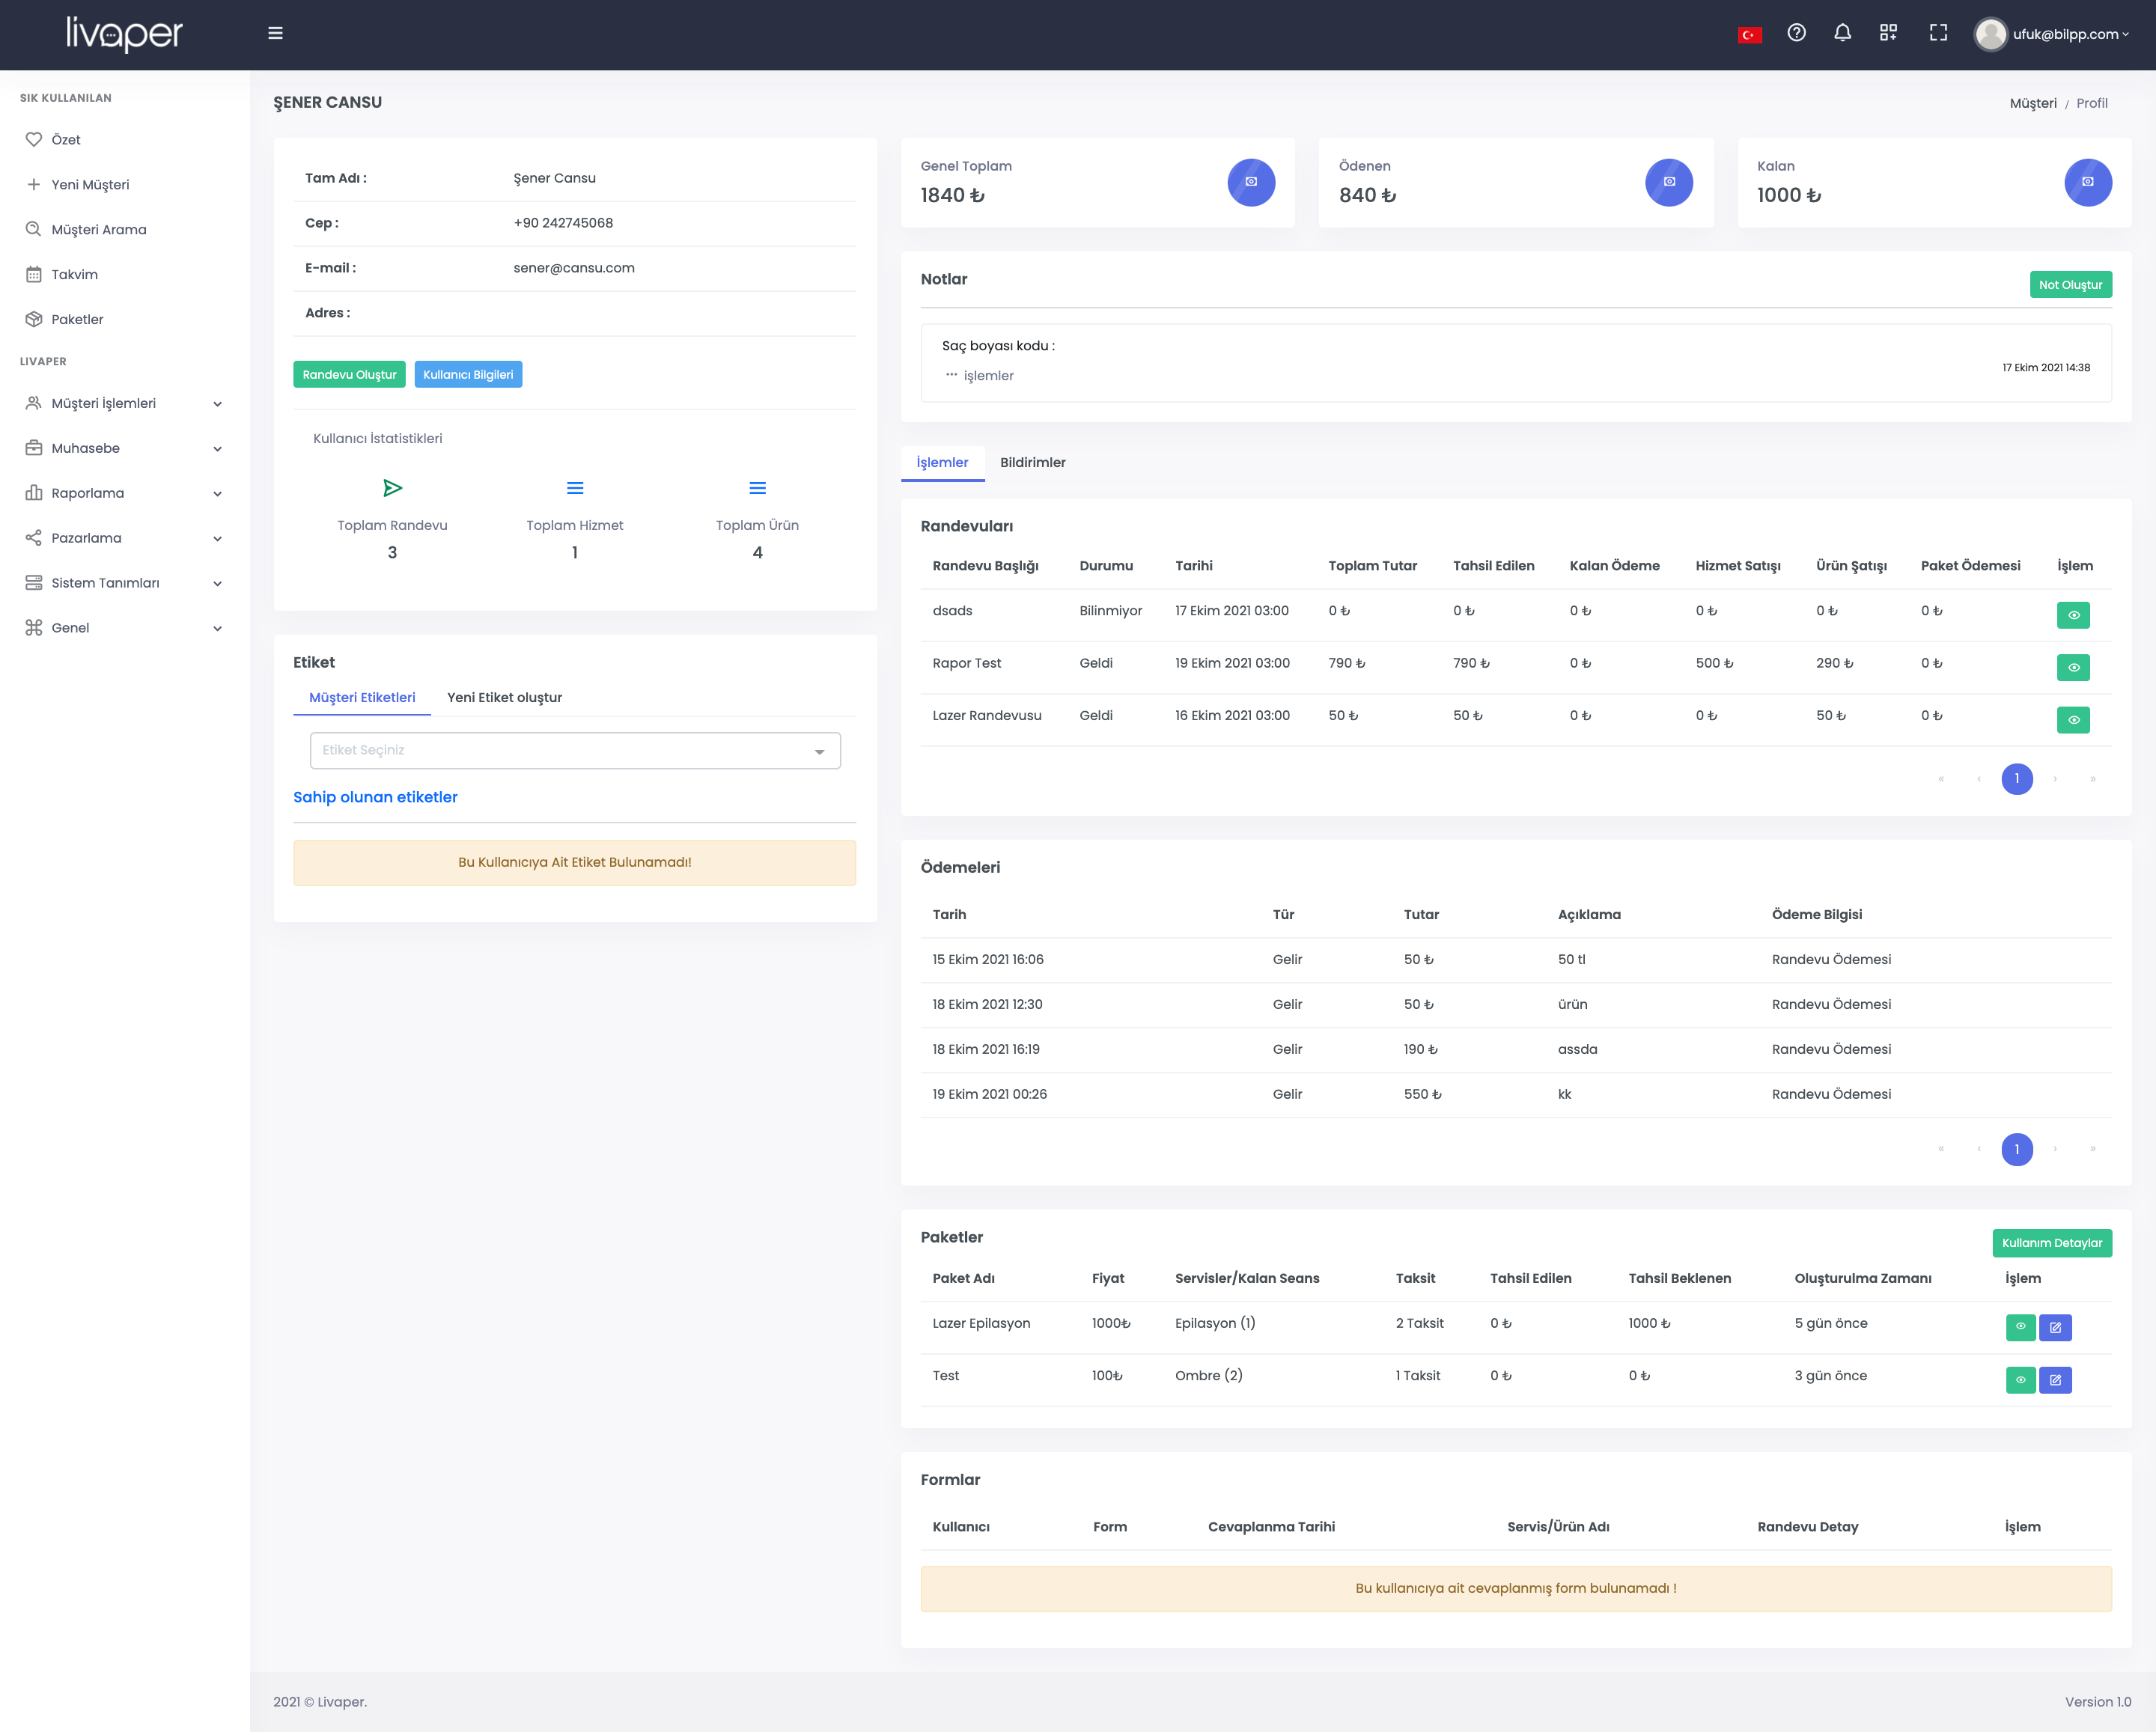 livaper
ufuk@bilpp.com
SIK KULLANILAN
Özet
Yeni Müşteri
Müşteri Arama
Takvim
Paketler
LIVAPER
Müşteri İşlemleri
Muhasebe
Raporlama
Pazarlama
Sistem Tanımları
Genel
ŞENER CANSU
Müşteri / Profil
Tam Adı : Şener Cansu
Cep : +90 242745068
E-mail : sener@cansu.com
Adres :
Randevu Oluştur Kullanıcı Bilgileri
Kullanıcı İstatistikleri
Toplam Randevu Toplam Hizmet Toplam Ürün
3 1 4
Etiket
Müşteri Etiketleri Yeni Etiket oluştur
Etiket Seçiniz
Sahip olunan etiketler
Bu Kullanıcıya Ait Etiket Bulunamadı!
Genel Toplam
1840 ₺
Ödenen
840 ₺
Kalan
1000 ₺
Notlar
Not Oluştur
Saç boyası kodu :
··· işlemler
17 Ekim 2021 14:38
İşlemler Bildirimler
Randevuları
Randevu Başlığı Durumu Tarihi Toplam Tutar Tahsil Edilen Kalan Ödeme Hizmet Satışı Ürün Şatışı Paket Ödemesi İşlem
dsads Bilinmiyor 17 Ekim 2021 03:00 0 ₺ 0 ₺ 0 ₺ 0 ₺ 0 ₺ 0 ₺
Rapor Test Geldi 19 Ekim 2021 03:00 790 ₺ 790 ₺ 0 ₺ 500 ₺ 290 ₺ 0 ₺
Lazer Randevusu Geldi 16 Ekim 2021 03:00 50 ₺ 50 ₺ 0 ₺ 0 ₺ 50 ₺ 0 ₺
« ‹ 1 › »
Ödemeleri
Tarih Tür Tutar Açıklama Ödeme Bilgisi
15 Ekim 2021 16:06 Gelir 50 ₺ 50 tl Randevu Ödemesi
18 Ekim 2021 12:30 Gelir 50 ₺ ürün Randevu Ödemesi
18 Ekim 2021 16:19 Gelir 190 ₺ assda Randevu Ödemesi
19 Ekim 2021 00:26 Gelir 550 ₺ kk Randevu Ödemesi
« ‹ 1 › »
Paketler
Kullanım Detaylar
Paket Adı Fiyat Servisler/Kalan Seans Taksit Tahsil Edilen Tahsil Beklenen Oluşturulma Zamanı İşlem
Lazer Epilasyon 1000₺ Epilasyon (1) 2 Taksit 0 ₺ 1000 ₺ 5 gün önce
Test 100₺ Ombre (2) 1 Taksit 0 ₺ 0 ₺ 3 gün önce
Formlar
Kullanıcı Form Cevaplanma Tarihi Servis/Ürün Adı Randevu Detay İşlem
Bu kullanıcıya ait cevaplanmış form bulunamadı !
2021 © Livaper.
Version 1.0